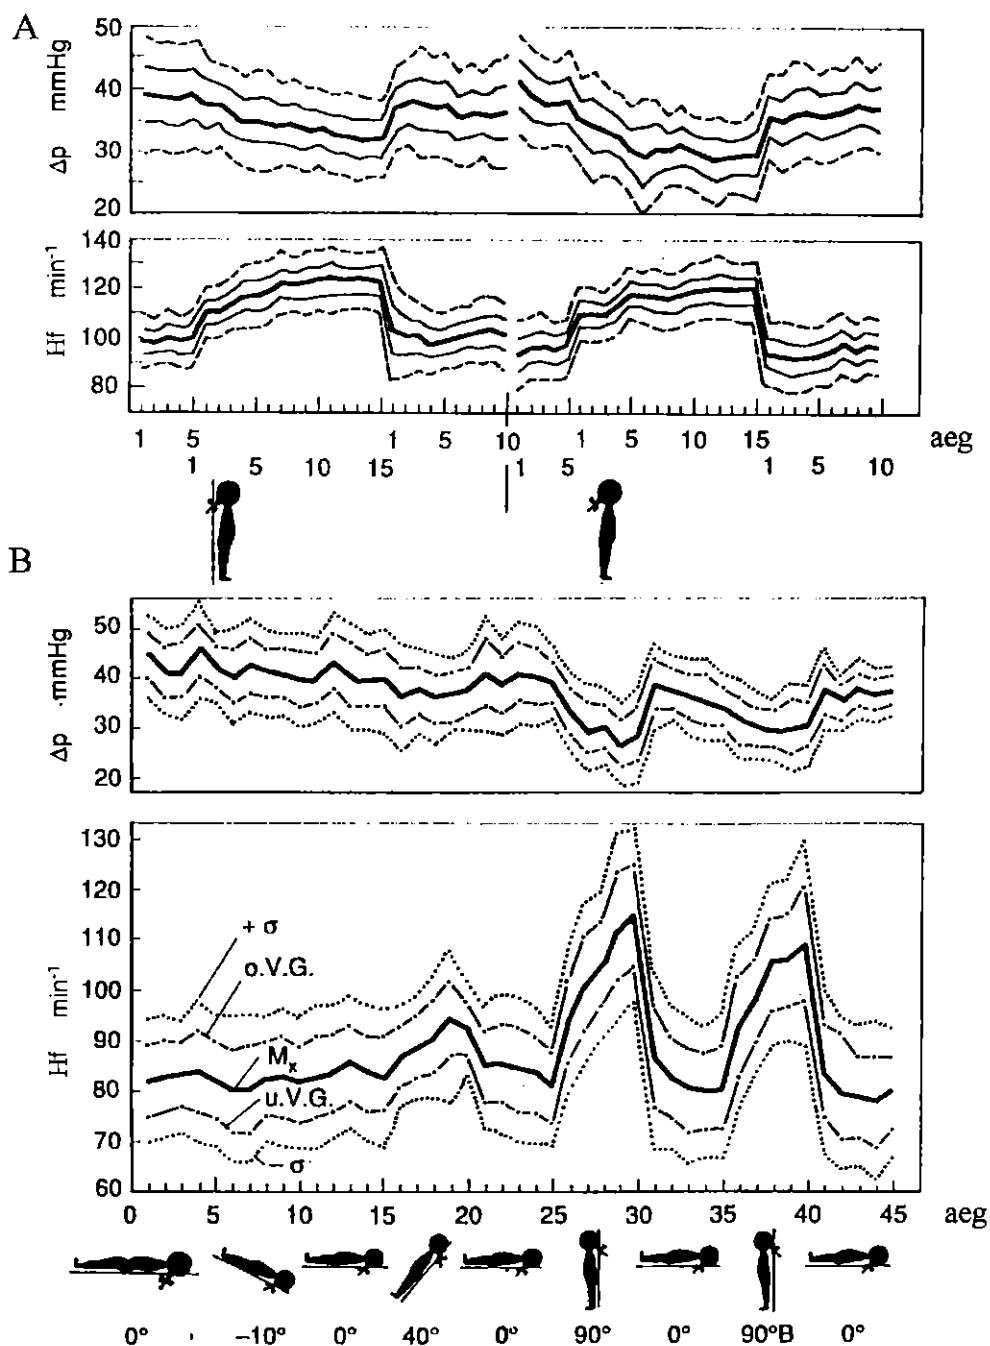 A
50
40
30
20
Δp mmHg
140
120
100
80
Hf min⁻¹
1 5 1 5 10 1 5 10 15 1 5 10 aeg
1 5 10 15 1 5 1 5 10
B
50
40
30
20
Δp ·mmHg
130
120
110
100
90
80
70
60
Hf min⁻¹
+ σ
o.V.G.
Mₓ
u.V.G.
– σ
0 5 10 15 20 25 30 35 40 45 aeg
0° –10° 0° 40° 0° 90° 0° 90°B 0°